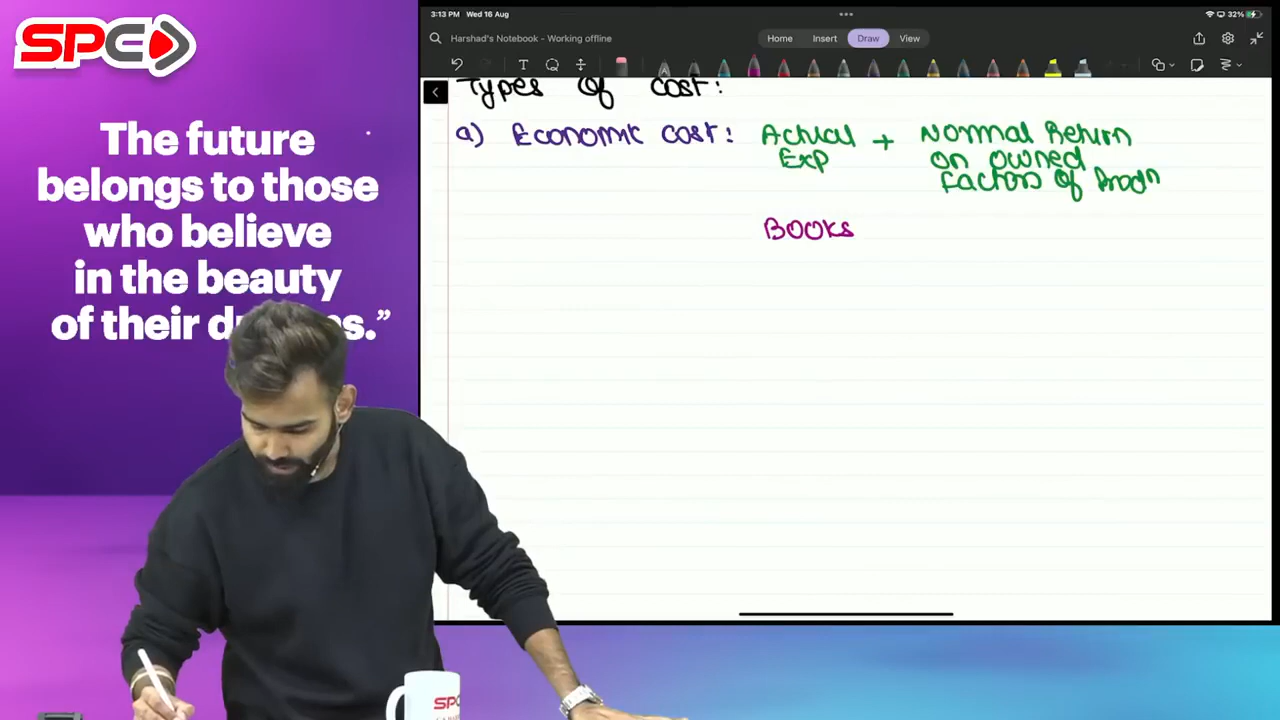 SPC
The future
belongs to those
who believe
in the beauty
of their
s.”
3:13 PM Wed 16 Aug
32%
Harshad's Notebook - Working offline
Home Insert Draw View
Types of cost:
a) Economic cost: Actual + Normal Return
Exp on owned
factors of Prodn
Books
SPC